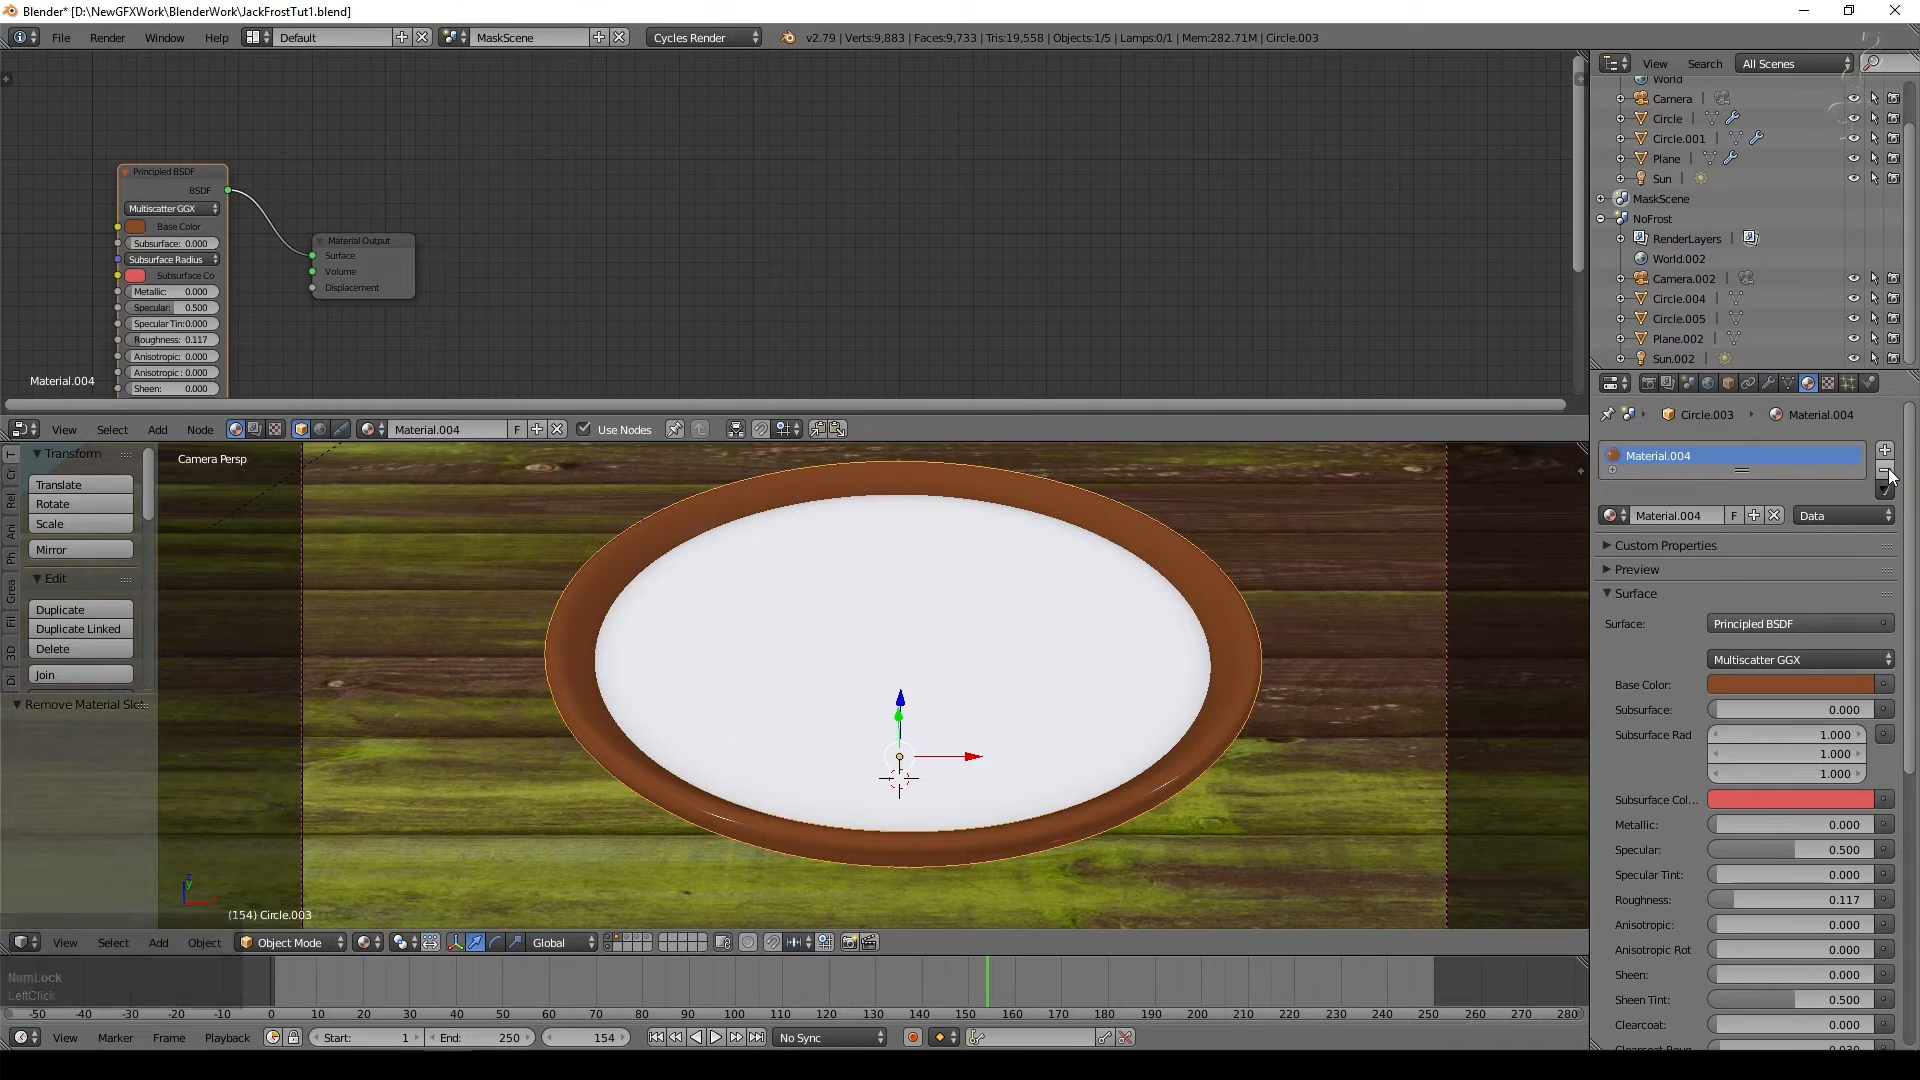 Blender* [D:\NewGFXWork\BlenderWork\JackFrostTut1.blend]
File Render Window Help Default MaskScene Cycles Render v2.79 | Verts:9,883 | Faces:9,733 | Tris:19,558 | Objects:1/5 | Lamps:0/1 | Mem:282.71M | Circle.003
View Search All Scenes
World
Camera
Circle
Circle.001
Plane
Sun
MaskScene
NoFrost
RenderLayers
World.002
Camera.002
Circle.004
Circle.005
Plane.002
Sun.002
Principled BSDF
BSDF
Multiscatter GGX
Base Color
Subsurface: 0.000
Subsurface Radius
Subsurface Co
Metallic: 0.000
Specular: 0.500
Specular Tin:0.000
Roughness: 0.117
Anisotropic: 0.000
Anisotropic : 0.000
Sheen: 0.000
Material Output
Surface
Volume
Displacement
Material.004
View Select Add Node Material.004 F Use Nodes
Circle.003 Material.004
Material.004
Material.004 F Data
Custom Properties
Preview
Surface
Surface: Principled BSDF
Multiscatter GGX
Base Color:
Subsurface: 0.000
Subsurface Rad 1.000
1.000
1.000
Subsurface Col...
Metallic: 0.000
Specular: 0.500
Specular Tint: 0.000
Roughness: 0.117
Anisotropic: 0.000
Anisotropic Rot 0.000
Sheen: 0.000
Sheen Tint: 0.500
Clearcoat: 0.000
T
Cr
Rel
Ani
Ph
Grea
Fil
3D
Di
Transform
Translate
Rotate
Scale
Mirror
Edit
Duplicate
Duplicate Linked
Delete
Join
Remove Material Slo
Camera Persp
(154) Circle.003
View Select Add Object Object Mode Global
NumLock
LeftClick
-50 -40 -30 -20 -10 0 10 20 30 40 50 60 70 80 90 100 110 120 130 140 150 160 170 180 190 200 210 220 230 240 250 260 270 280
View Marker Frame Playback Start: 1 End: 250 154 No Sync